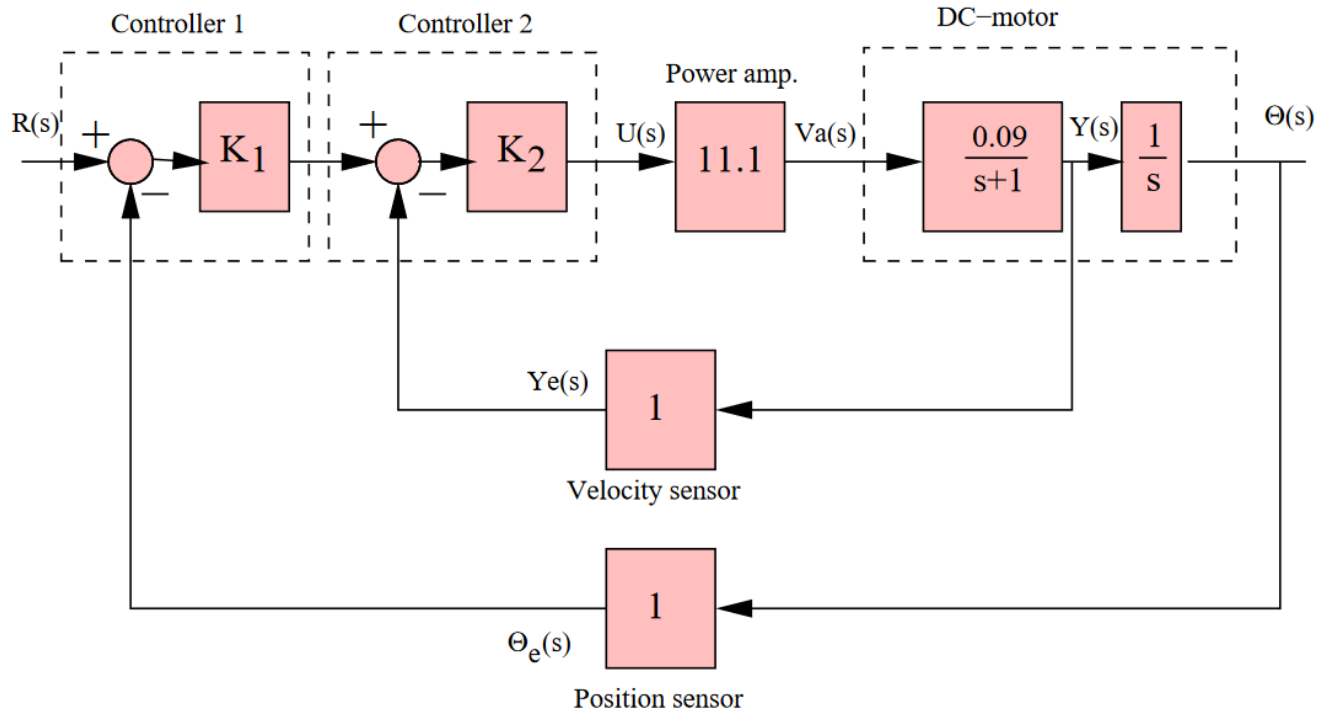 Controller 1
Controller 2
DC−motor
Power amp.
R(s)
+
−
K1
+
−
K2
U(s)
11.1
Va(s)
0.09
s+1
Y(s)
1
s
Θ(s)
Ye(s)
1
Velocity sensor
1
Θe(s)
Position sensor